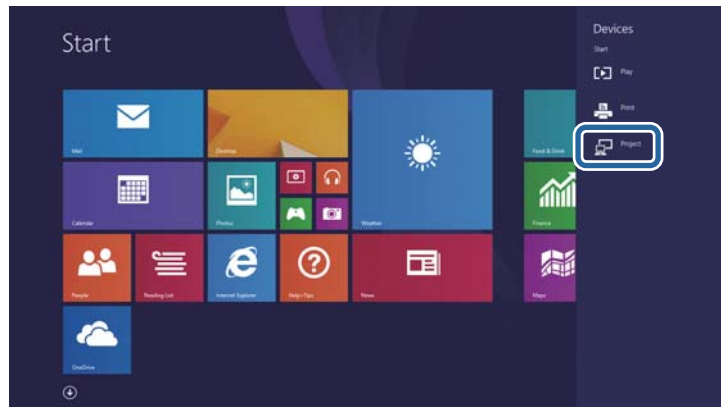 Start
Devices
Start
Play
Print
Project
Mail
Desktop
Weather
Food & Drink
Calendar
Photos
Finance
People
Reading List
Internet Explorer
Help+Tips
News
Maps
OneDrive